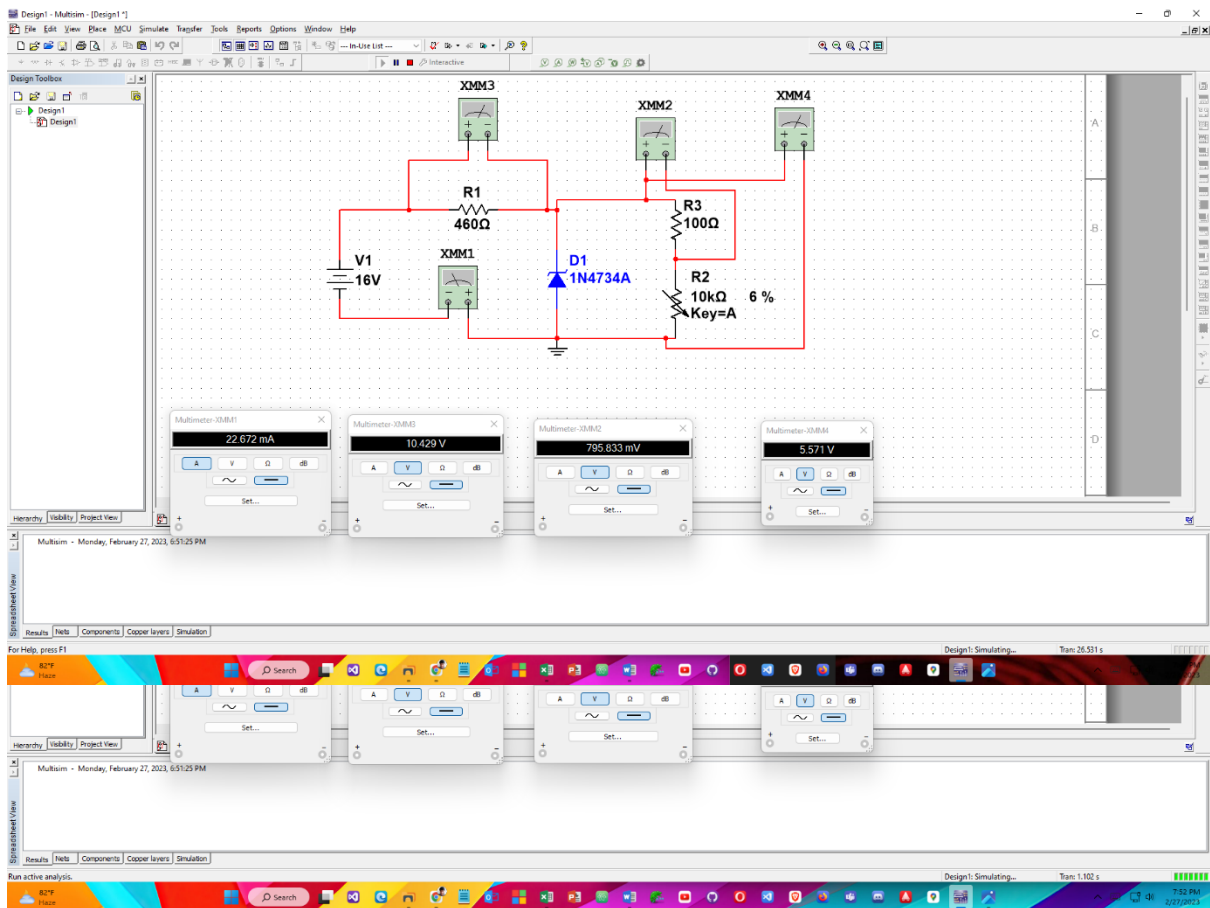 Design1 - Multisim - [Design1 *]
File Edit View Place MCU Simulate Transfer Tools Reports Options Window Help
--- In-Use List ---
Interactive
Design Toolbox
Design1
Design1
Hierarchy Visibility Project View
XMM3
XMM2
XMM4
A
R1
460Ω
R3
100Ω
B
V1
16V
XMM1
D1
1N4734A
R2
10kΩ 6 %
Key=A
C
D
Multimeter-XMM1
22.672 mA
A V Ω dB
Set...
Multimeter-XMM3
10.429 V
A V Ω dB
Set...
Multimeter-XMM2
795.833 mV
A V Ω dB
Set...
Multimeter-XMM4
5.571 V
A V Ω dB
Set...
Multisim - Monday, February 27, 2023, 6:51:25 PM
Spreadsheet View
Results Nets Components Copper layers Simulation
For Help, press F1
Design1: Simulating... Tran: 26.531 s
82°F
Haze
Search
A V Ω dB
Set...
A V Ω dB
Set...
A V Ω dB
Set...
A V Ω dB
Set...
Hierarchy Visibility Project View
Multisim - Monday, February 27, 2023, 6:51:25 PM
Spreadsheet View
Results Nets Components Copper layers Simulation
Run active analysis.
Design1: Simulating... Tran: 1.102 s
82°F
Haze
Search
7:52 PM
2/27/2023